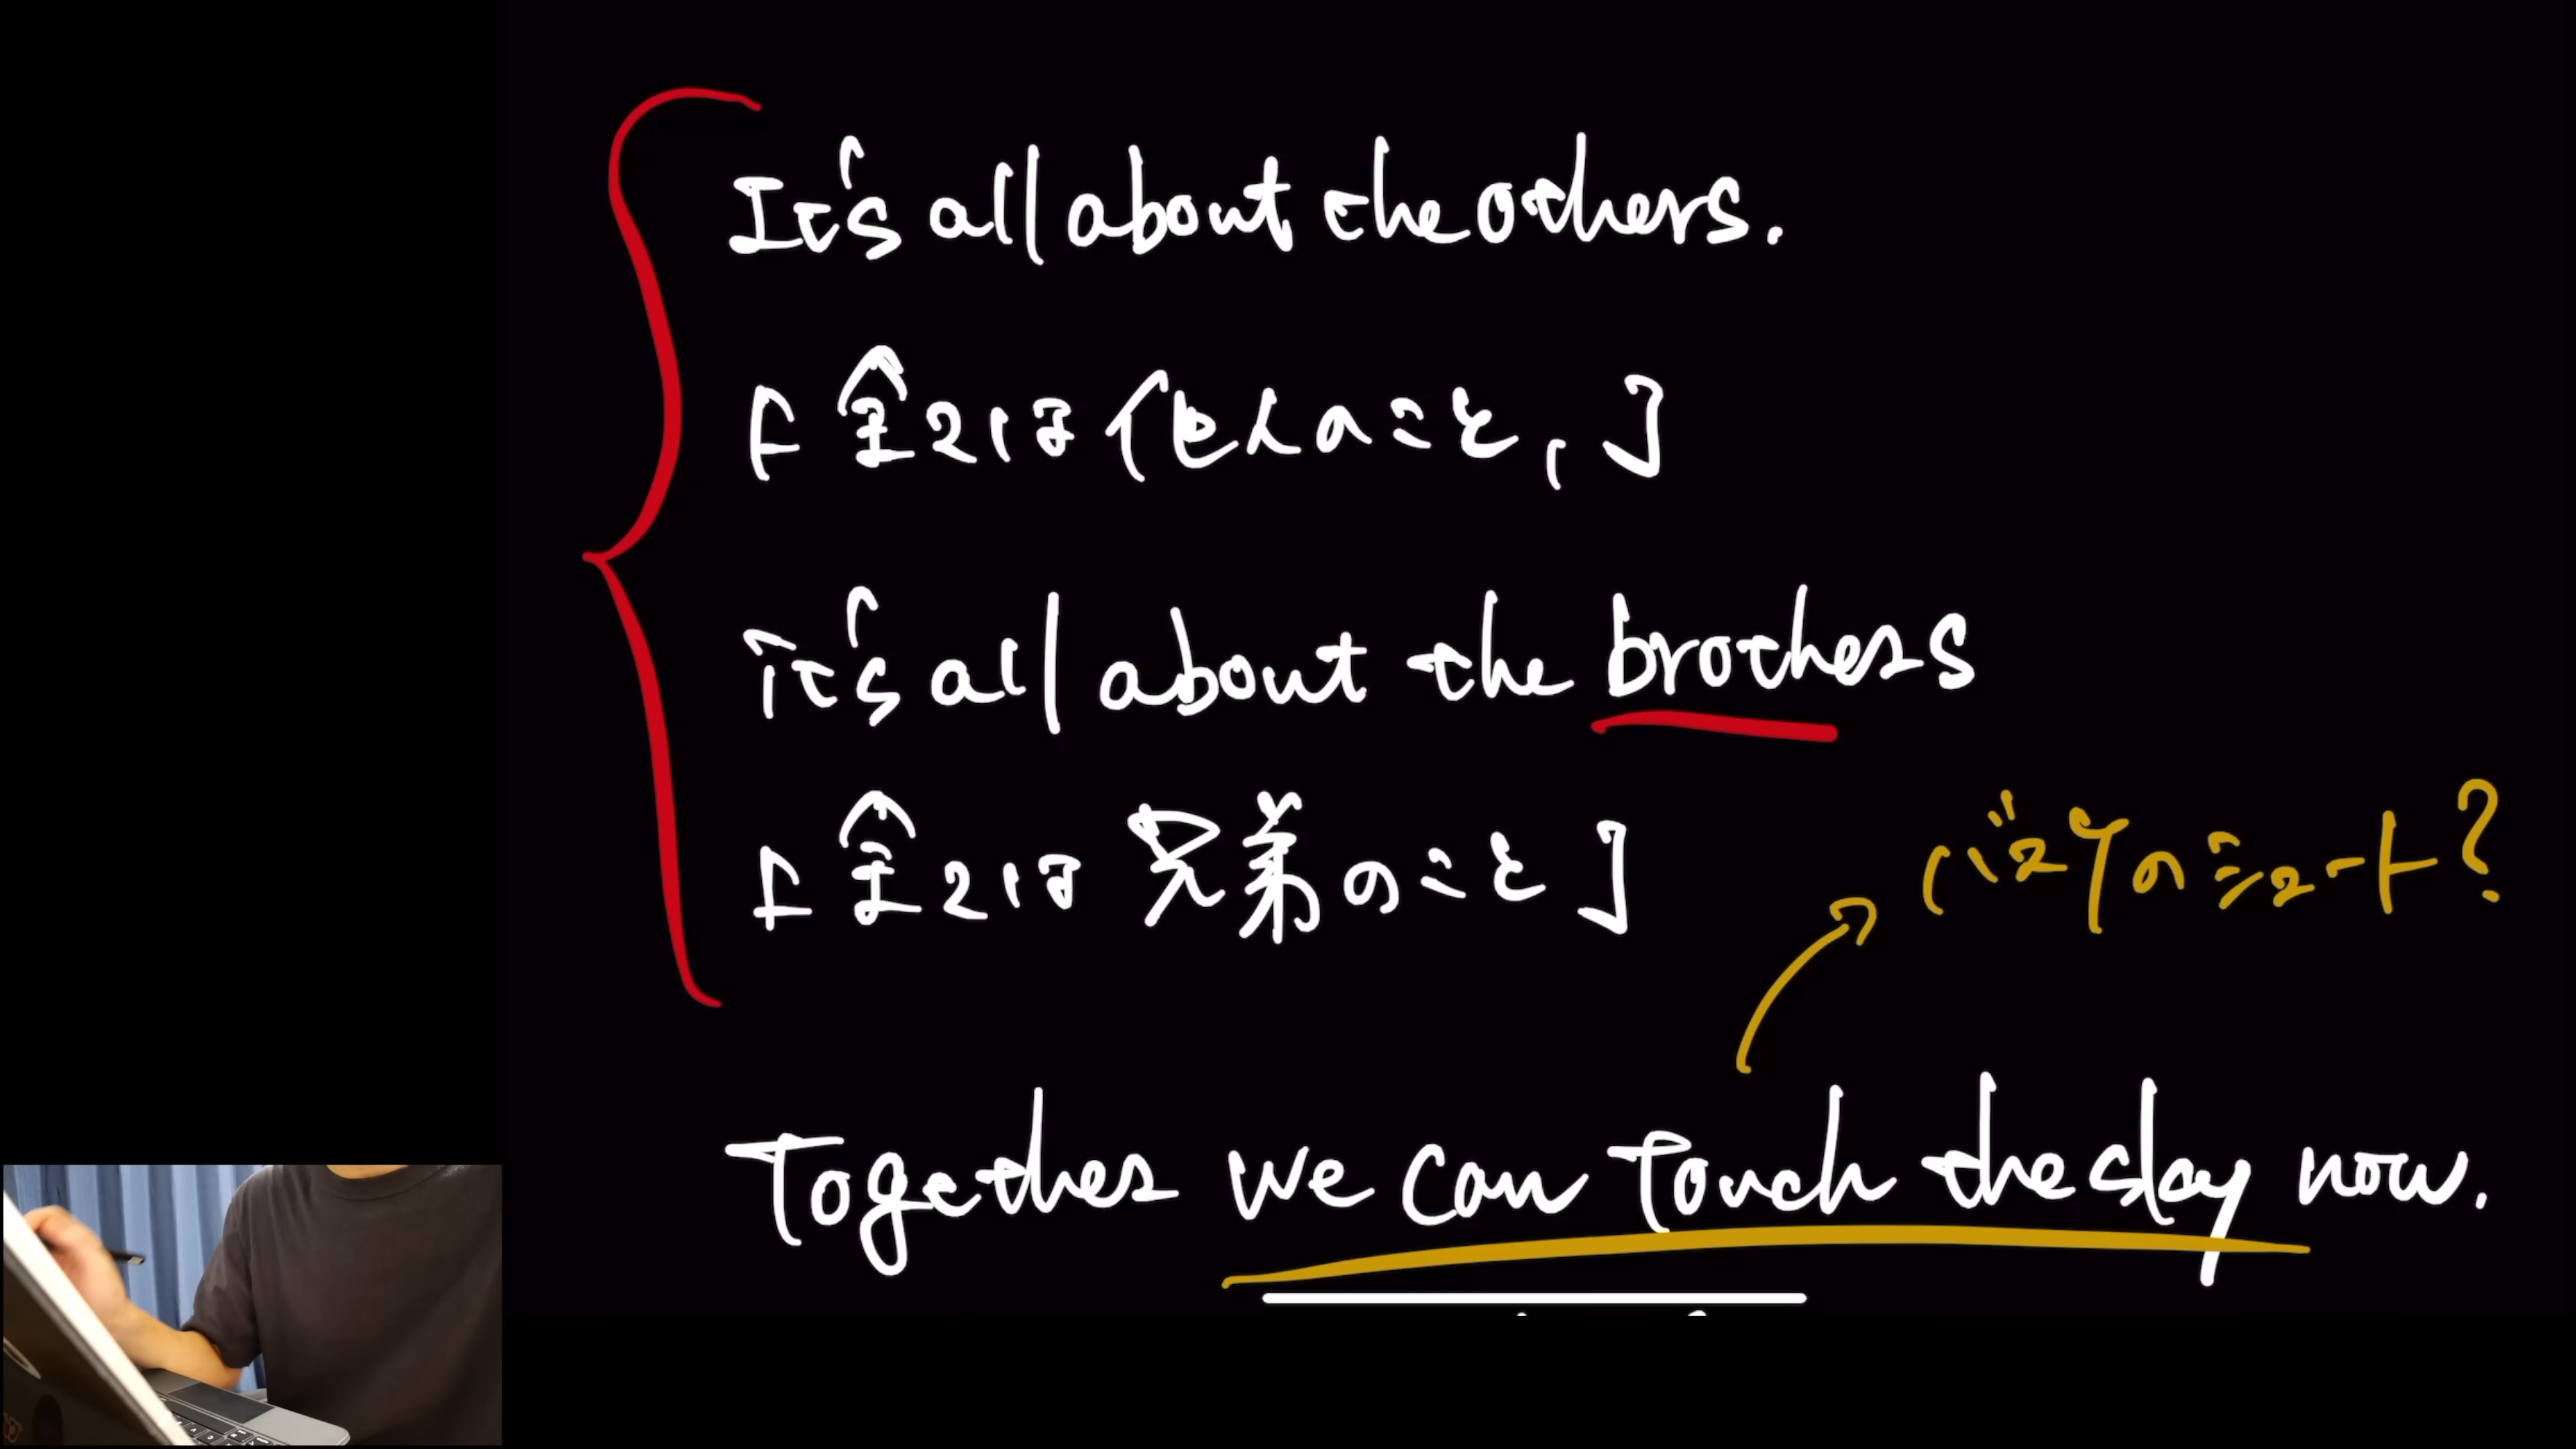 It's all about the others.
「全ては他人のこと,」
it's all about the brothers
「全ては兄弟のこと」
バスケのシュート?
Together we can touch the sky now.